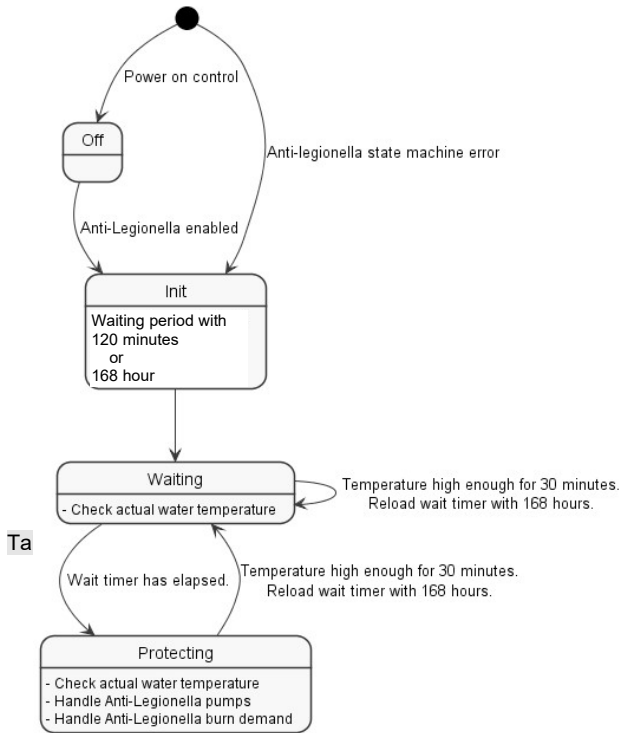 Power on control
Off
Anti-legionella state machine error
Anti-Legionella enabled
Init
Waiting period with
120 minutes
or
168 hour
Waiting
- Check actual water temperature
Temperature high enough for 30 minutes.
Reload wait timer with 168 hours.
Ta
Wait timer has elapsed.
Temperature high enough for 30 minutes.
Reload wait timer with 168 hours.
Protecting
- Check actual water temperature
- Handle Anti-Legionella pumps
- Handle Anti-Legionella burn demand